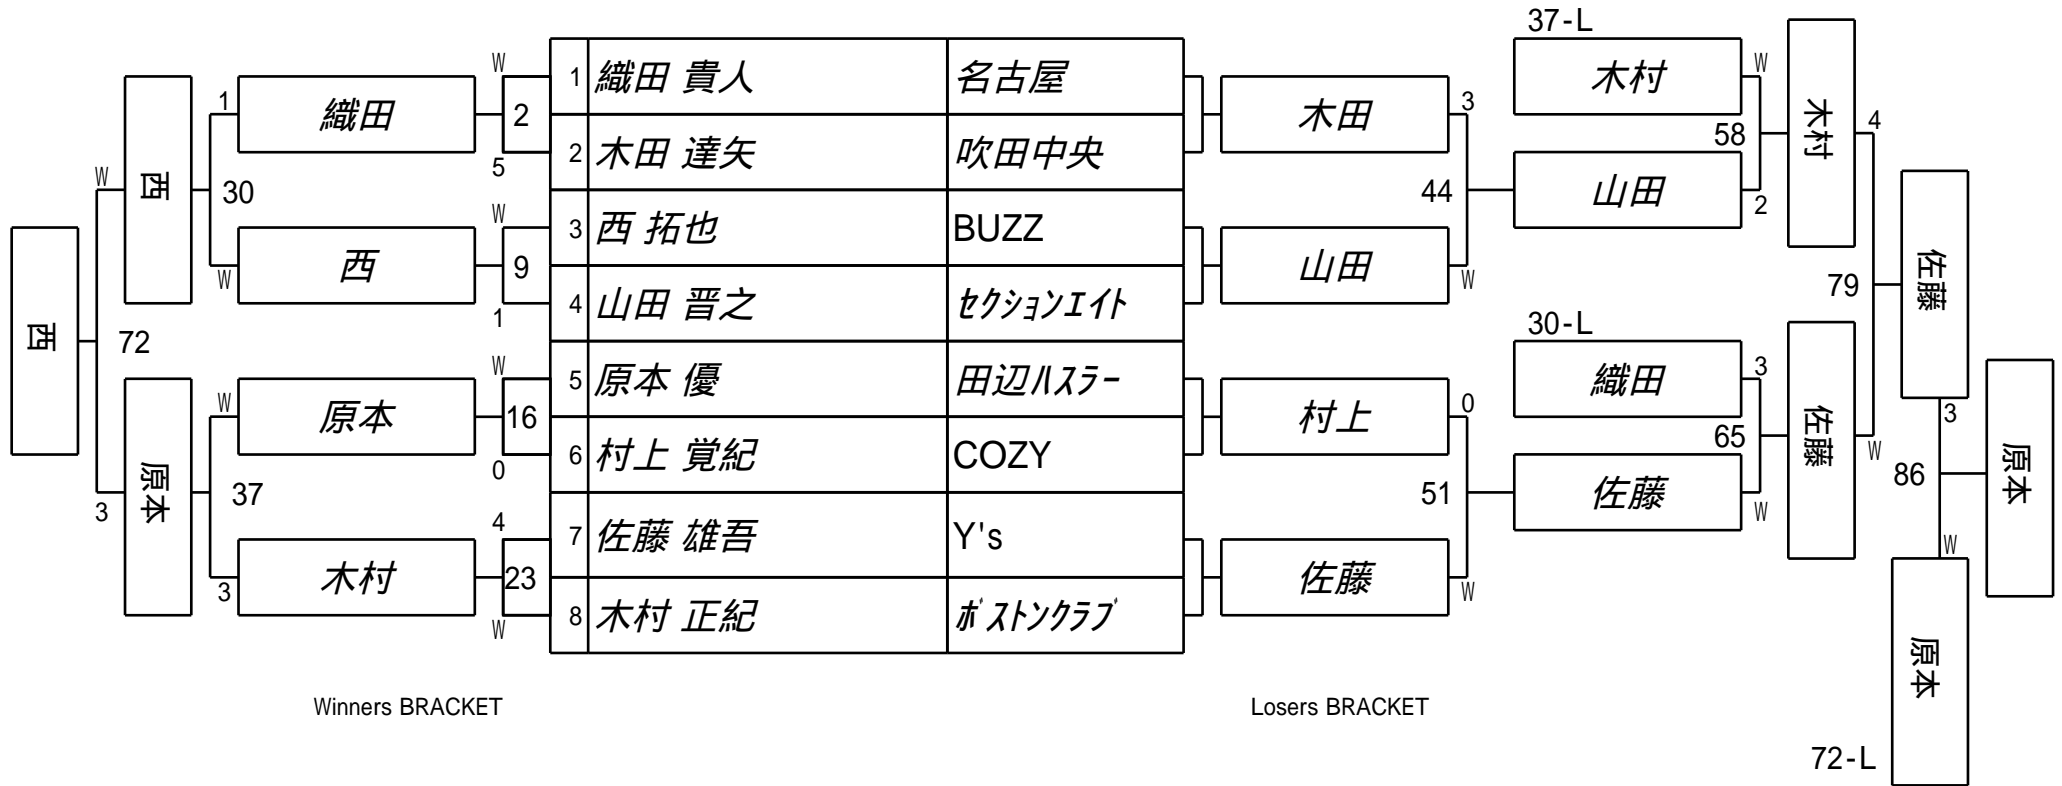 37-L
W
1 織田 貴人 名古屋
2
5
2 木田 達矢 吹田中央
W
3 西 拓也 BUZZ
9
1
4 山田 晋之 ｾｸｼｮﾝｴｲﾄ
W
5 原本 優 田辺ﾊｽﾗｰ
16
0
6 村上 覚紀 COZY
4
7 佐藤 雄吾 Y's
23
W
8 木村 正紀 ﾎﾞｽﾄﾝｸﾗﾌﾞ
1
織田
30
W
西
W
原本
37
3
木村
W
西
72
3
原本
西
木田
3
44
山田
W
村上
0
51
佐藤
W
木村
W
58
山田
2
30-L
織田
3
65
佐藤
W
木村
4
79
佐藤
W
佐藤
3
86
W
原本
72-L
原本
Winners BRACKET
Losers BRACKET